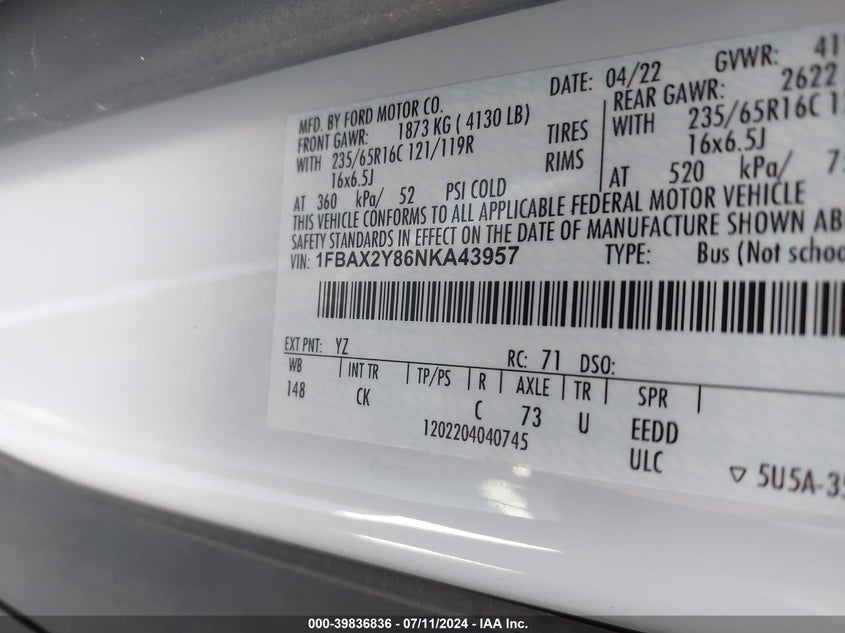 MFD. BY FORD MOTOR CO. DATE: 04/22 GVWR:
FRONT GAWR: 1873 KG ( 4130 LB) REAR GAWR: 2622
WITH 235/65R16C 121/119R TIRES WITH 235/65R16C
16x6.5J RIMS 16x6.5J
AT 360 kPa/ 52 PSI COLD AT 520 kPa/
THIS VEHICLE CONFORMS TO ALL APPLICABLE FEDERAL MOTOR VEHICLE
SAFETY STANDARDS IN EFFECT ON THE DATE OF MANUFACTURE SHOWN
VIN: 1FBAX2Y86NKA43957 TYPE: Bus (Not
EXT PNT: YZ RC: 71 DSO:
WB INT TR TP/PS R AXLE TR SPR
148 CK C 73 U EEDD
1202204040745 ULC
5U5A-
000-39836836 / 07/11/2024 / IAA Inc.